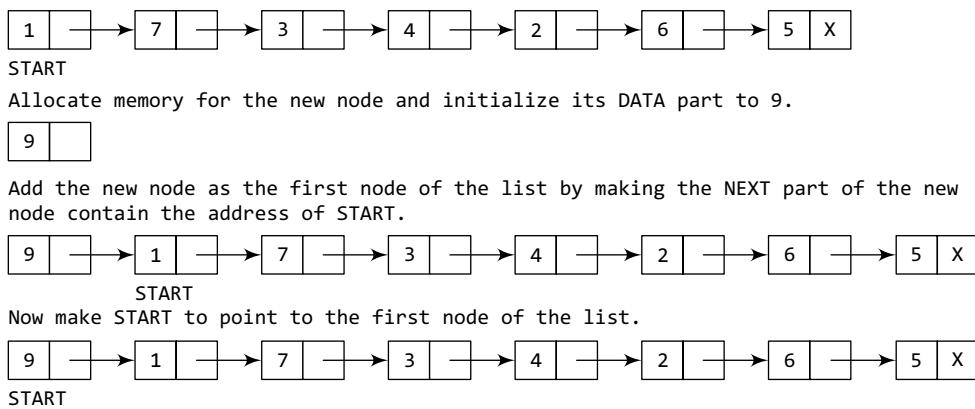 1 7 3 4 2 6 5 X
START
Allocate memory for the new node and initialize its DATA part to 9.
9
Add the new node as the first node of the list by making the NEXT part of the new
node contain the address of START.
9 1 7 3 4 2 6 5 X
START
Now make START to point to the first node of the list.
9 1 7 3 4 2 6 5 X
START